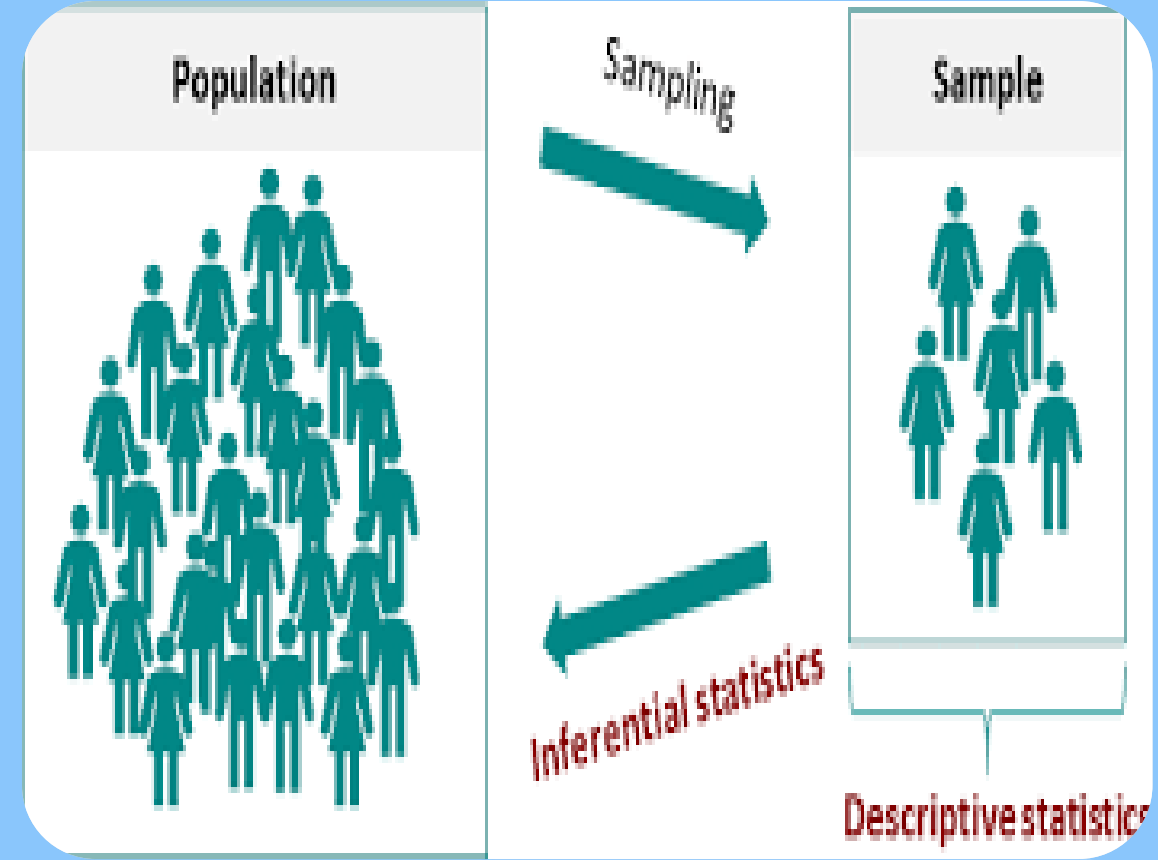 Population
Sampling
Sample
Inferential statistics
Descriptive statistics